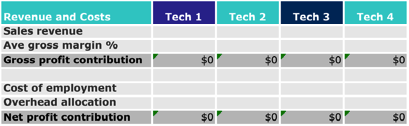 Revenue and Costs Tech 1 Tech 2 Tech 3 Tech 4
Sales revenue
Ave gross margin %
Gross profit contribution $0 $0 $0 $0
Cost of employment
Overhead allocation
Net profit contribution $0 $0 $0 $0